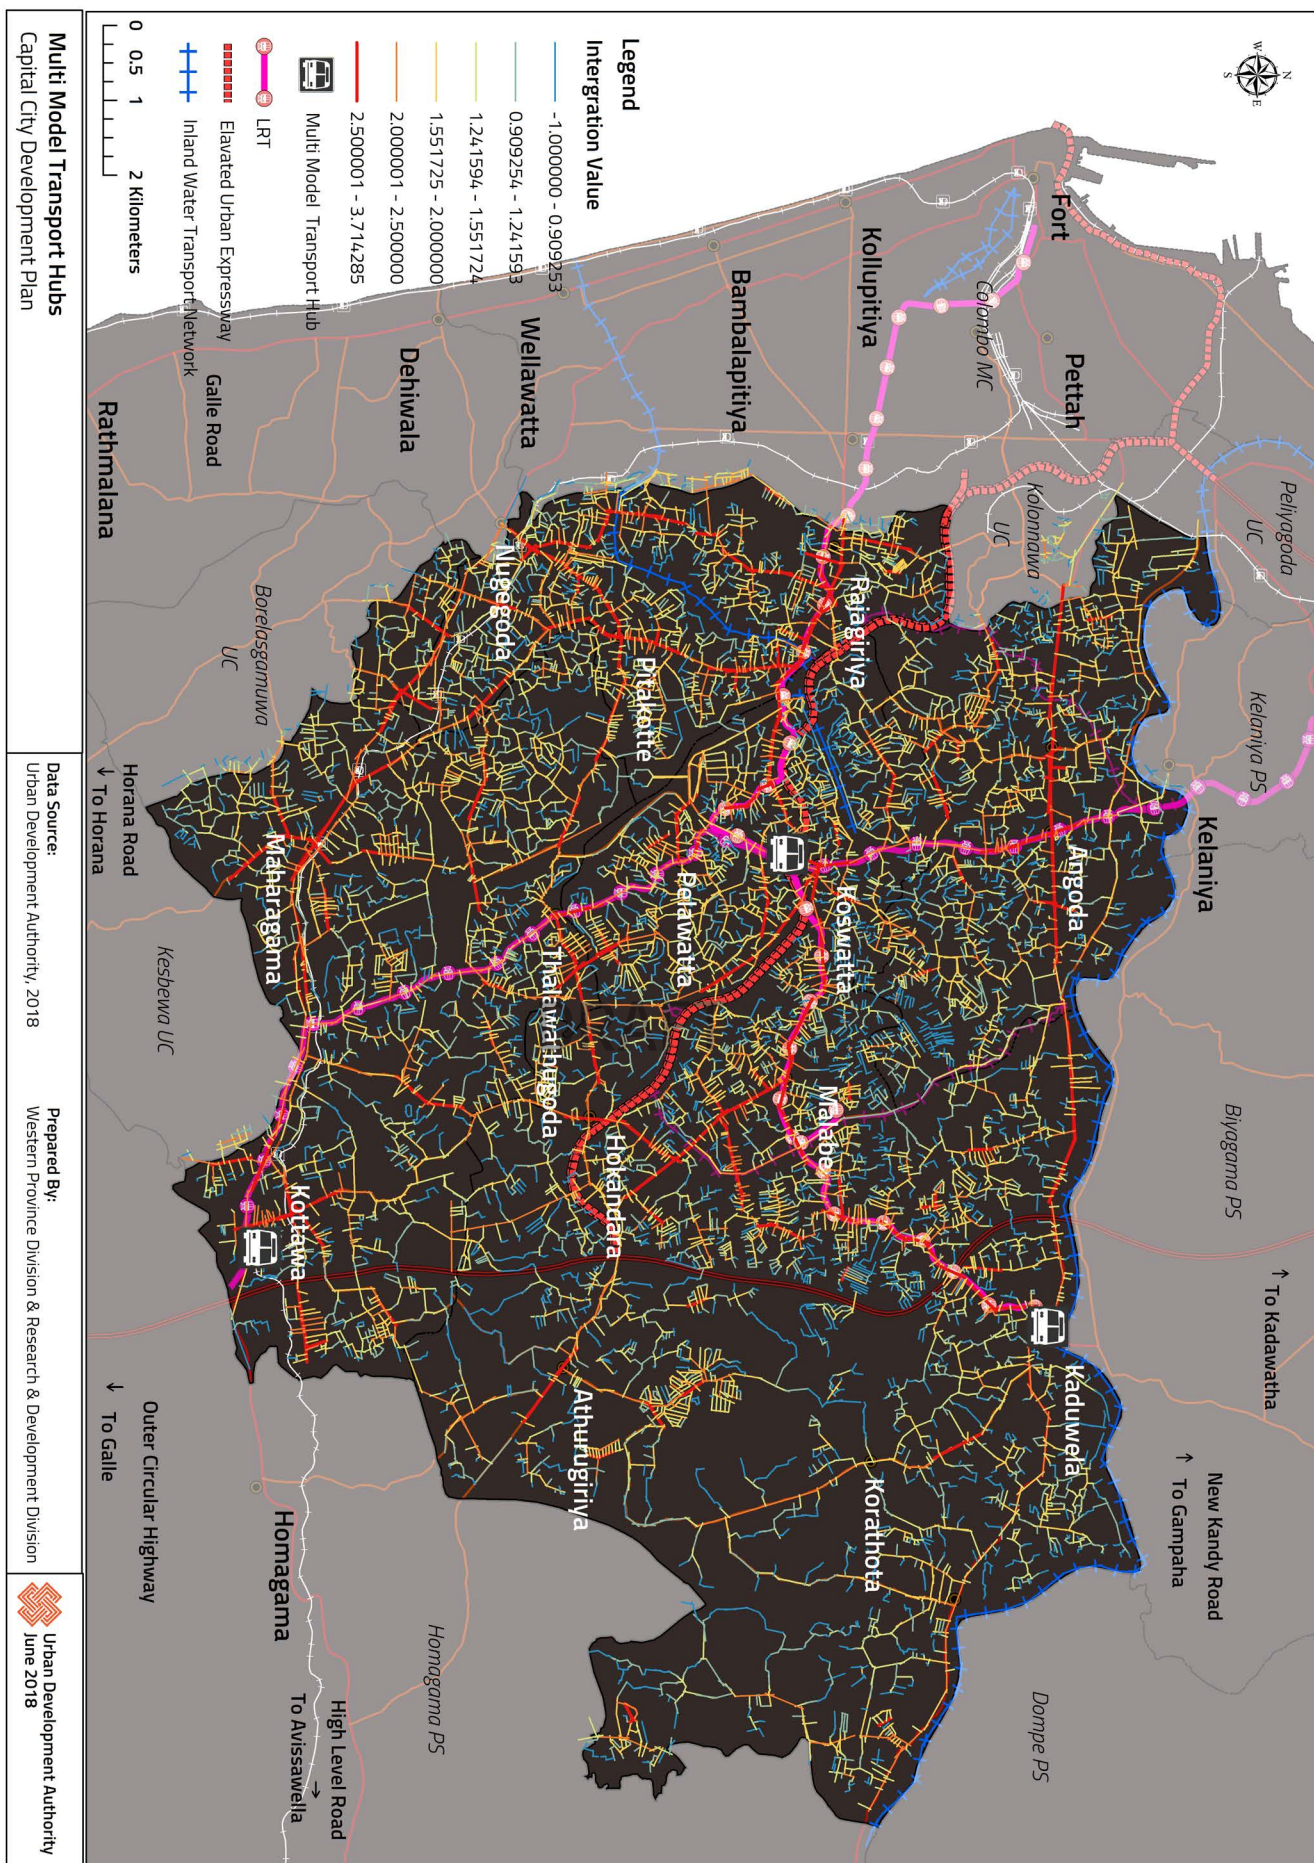 Legend
Intergration Value
-1.000000 - 0.909253
0.909254 - 1.241593
1.241594 - 1.551724
1.551725 - 2.000000
2.000001 - 2.500000
2.500001 - 3.714285
Multi Model Transport Hub
LRT
Elavated Urban Expressway
Inland Water Transport Network
0 0.5 1 2 Kilometers
N
E
S
W
Fort
Pettah
Colombo MC
Kollupitiya
Bambalapitiya
Wellawatta
Dehiwala
Galle Road
Rathmalana
Peliyagoda
UC
Kolonnawa
UC
Kelaniya PS
Kelaniya
Biyagama PS
↑ To Kadawatha
New Kandy Road
↑ To Gampaha
Dompe PS
Rajagiriya
Angoda
Koswatta
Malabe
Kaduwela
Korathota
Nugegoda
Pitakotte
Palawatta
Thalawathugoda
Hokandara
Athurugiriya
Maharagama
Kottawa
Borelasgamuwa
UC
Horana Road
↓ To Horana
Kesbewa UC
Outer Circular Highway
↓ To Galle
Homagama
Homagama PS
High Level Road →
To Avissawella
Multi Model Transport Hubs
Capital City Development Plan
Data Source:
Urban Development Authority, 2018
Prepared By:
Western Province Division & Research & Development Division
Urban Development Authority
June 2018